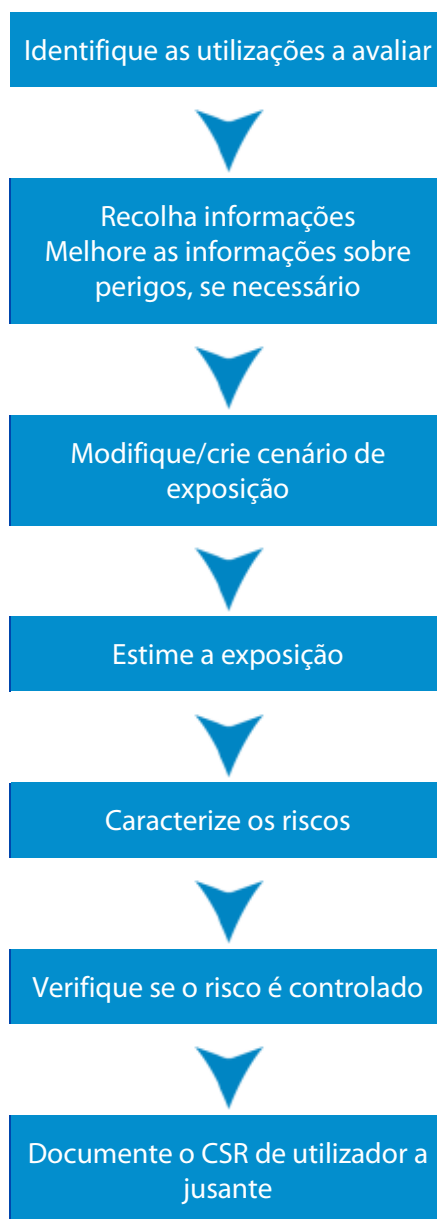 Identifique as utilizações a avaliar
Recolha informações
Melhore as informações sobre
perigos, se necessário
Modifique/crie cenário de
exposição
Estime a exposição
Caracterize os riscos
Verifique se o risco é controlado
Documente o CSR de utilizador a
jusante